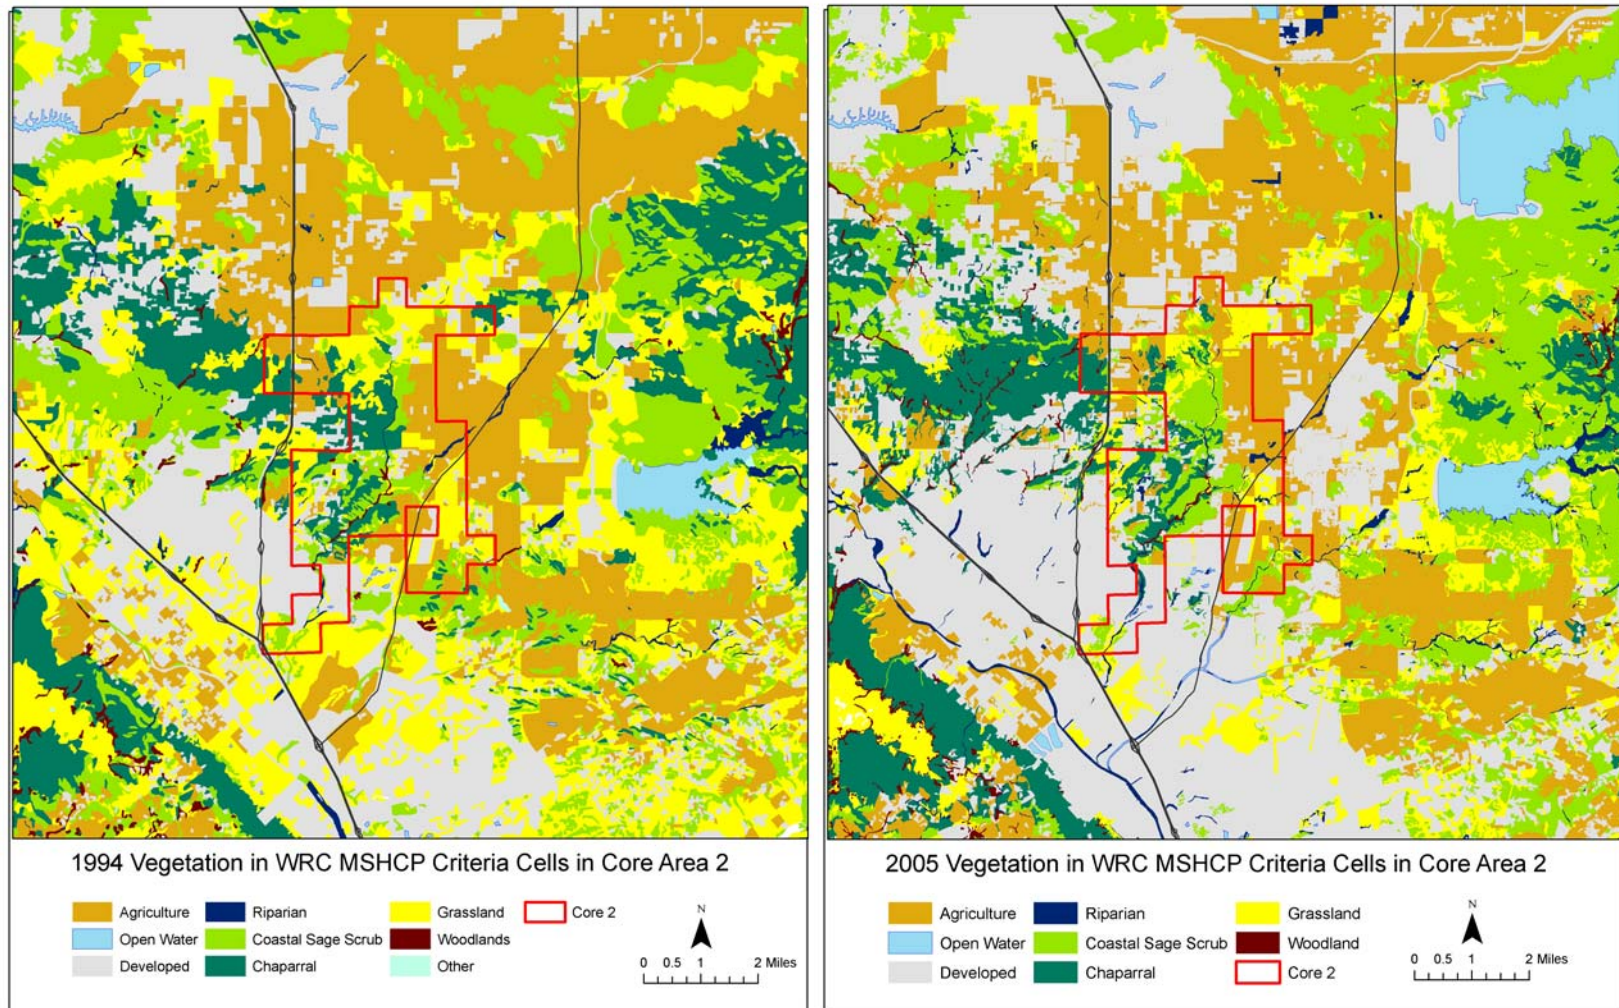 1994 Vegetation in WRC MSHCP Criteria Cells in Core Area 2
Agriculture
Riparian
Grassland
Core 2
Open Water
Coastal Sage Scrub
Woodlands
Developed
Chaparral
Other
N
0 0.5 1 2 Miles
2005 Vegetation in WRC MSHCP Criteria Cells in Core Area 2
Agriculture
Riparian
Grassland
Open Water
Coastal Sage Scrub
Woodland
Developed
Chaparral
Core 2
N
0 0.5 1 2 Miles